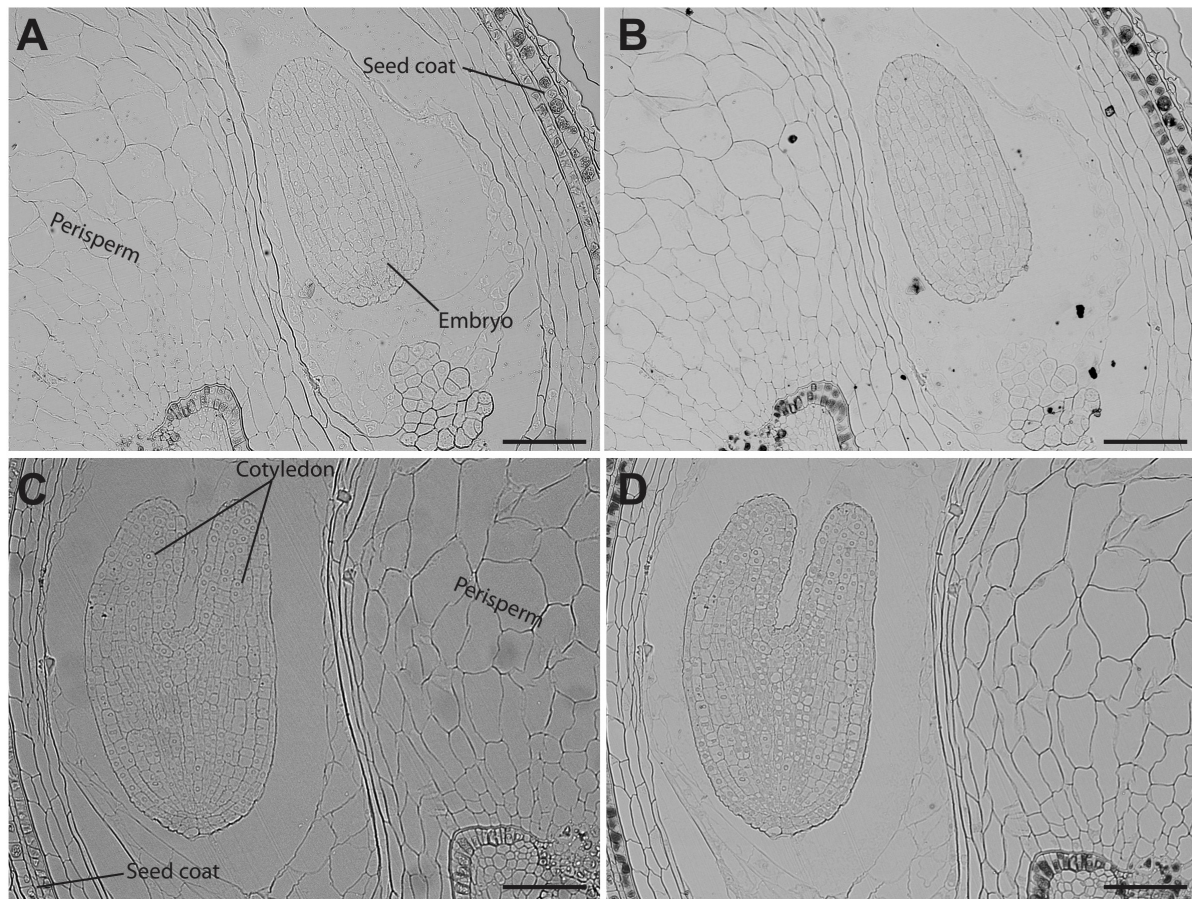 A
Seed coat
Perisperm
Embryo
B
C
Cotyledon
Perisperm
Seed coat
D